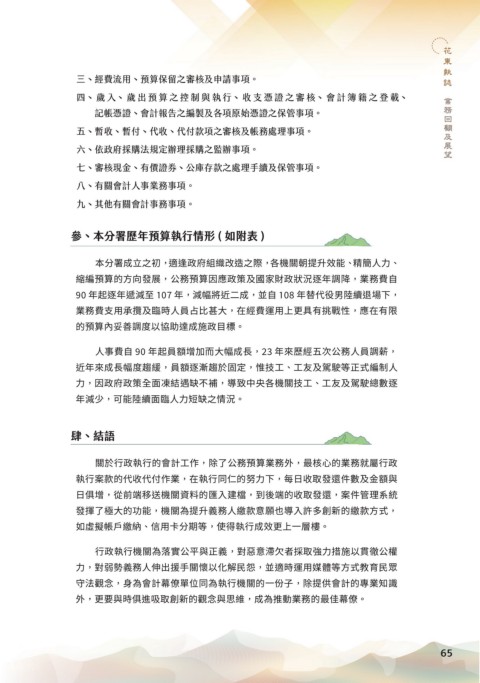 花東執誌
業務回顧及展望
三、經費流用、預算保留之審核及申請事項。
四、歲入、歲出預算之控制與執行、收支憑證之審核、會計簿籍之登載、
記帳憑證、會計報告之編製及各項原始憑證之保管事項。
五、暫收、暫付、代收、代付款項之審核及帳務處理事項。
六、依政府採購法規定辦理採購之監辦事項。
七、審核現金、有價證券、公庫存款之處理手續及保管事項。
八、有關會計人事業務事項。
九、其他有關會計事務事項。
參、本分署歷年預算執行情形 ( 如附表 )
本分署成立之初，適逢政府組織改造之際，各機關朝提升效能、精簡人力、
縮編預算的方向發展，公務預算因應政策及國家財政狀況逐年調降，業務費自
90 年起逐年遞減至 107 年，減幅將近二成，並自 108 年替代役男陸續退場下，
業務費支用承攬及臨時人員占比甚大，在經費運用上更具有挑戰性，應在有限
的預算內妥善調度以協助達成施政目標。
人事費自 90 年起員額增加而大幅成長，23 年來歷經五次公務人員調薪，
近年來成長幅度趨緩，員額逐漸趨於固定，惟技工、工友及駕駛等正式編制人
力，因政府政策全面凍結遇缺不補，導致中央各機關技工、工友及駕駛總數逐
年減少，可能陸續面臨人力短缺之情況。
肆、結語
關於行政執行的會計工作，除了公務預算業務外，最核心的業務就屬行政
執行案款的代收代付作業，在執行同仁的努力下，每日收取發還件數及金額與
日俱增，從前端移送機關資料的匯入建檔，到後端的收取發還，案件管理系統
發揮了極大的功能，機關為提升義務人繳款意願也導入許多創新的繳款方式，
如虛擬帳戶繳納、信用卡分期等，使得執行成效更上一層樓。
行政執行機關為落實公平與正義，對惡意滯欠者採取強力措施以貫徹公權
力，對弱勢義務人伸出援手關懷以化解民怨，並適時運用媒體等方式教育民眾
守法觀念，身為會計幕僚單位同為執行機關的一份子，除提供會計的專業知識
外，更要與時俱進吸取創新的觀念與思維，成為推動業務的最佳幕僚。
65